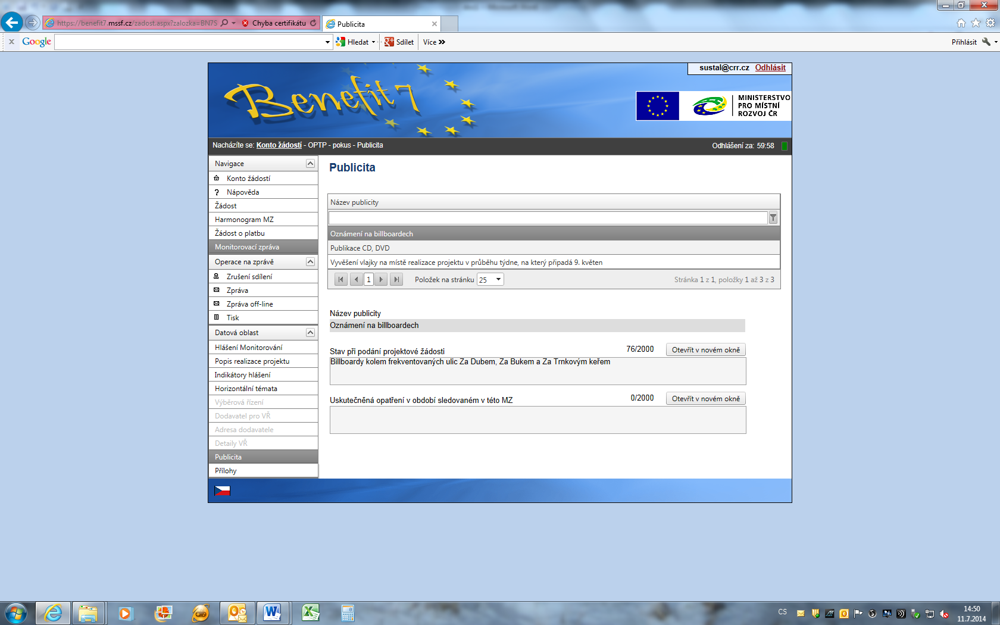 https://benefit7.mssf.cz/zadost.aspx?zalozka=BN7S
Chyba certifikátu
Publicita
Google
Hledat
Sdílet
Více
Přihlásit
sustal@crr.cz Odhlásit
Benefit 7
MINISTERSTVO
PRO MÍSTNÍ
ROZVOJ ČR
Nacházíte se: Konto žádostí - OPTP - pokus - Publicita
Odhlášení za: 59:58
Navigace
Konto žádostí
? Nápověda
Žádost
Harmonogram MZ
Žádost o platbu
Monitorovací zpráva
Operace na zprávě
Zrušení sdílení
Zpráva
Zpráva off-line
Tisk
Datová oblast
Hlášení Monitorování
Popis realizace projektu
Indikátory hlášení
Horizontální témata
Výběrová řízení
Dodavatel pro VŘ
Adresa dodavatele
Detaily VŘ
Publicita
Přílohy
Publicita
Název publicity
Oznámení na billboardech
Publikace CD, DVD
Vyvěšení vlajky na místě realizace projektu v průběhu týdne, na který připadá 9. květen
1 Položek na stránku 25 Stránka 1 z 1, položky 1 až 3 z 3
Název publicity
Oznámení na billboardech
Stav při podání projektové žádosti 76/2000 Otevřít v novém okně
Billboardy kolem frekventovaných ulic Za Dubem, Za Bukem a Za Trnkovým keřem
Uskutečněná opatření v období sledovaném v této MZ 0/2000 Otevřít v novém okně
CS
14:50
11.7.2014